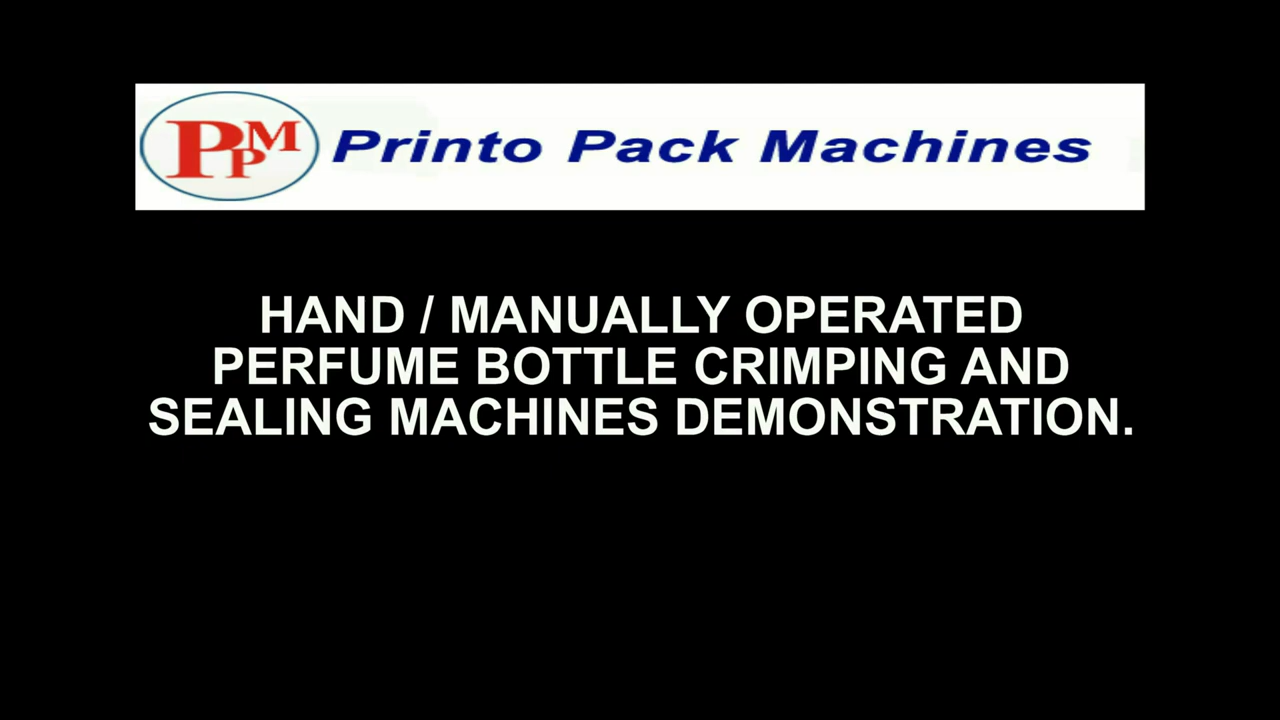 PPM Printo Pack Machines
HAND / MANUALLY OPERATED
PERFUME BOTTLE CRIMPING AND
SEALING MACHINES DEMONSTRATION.